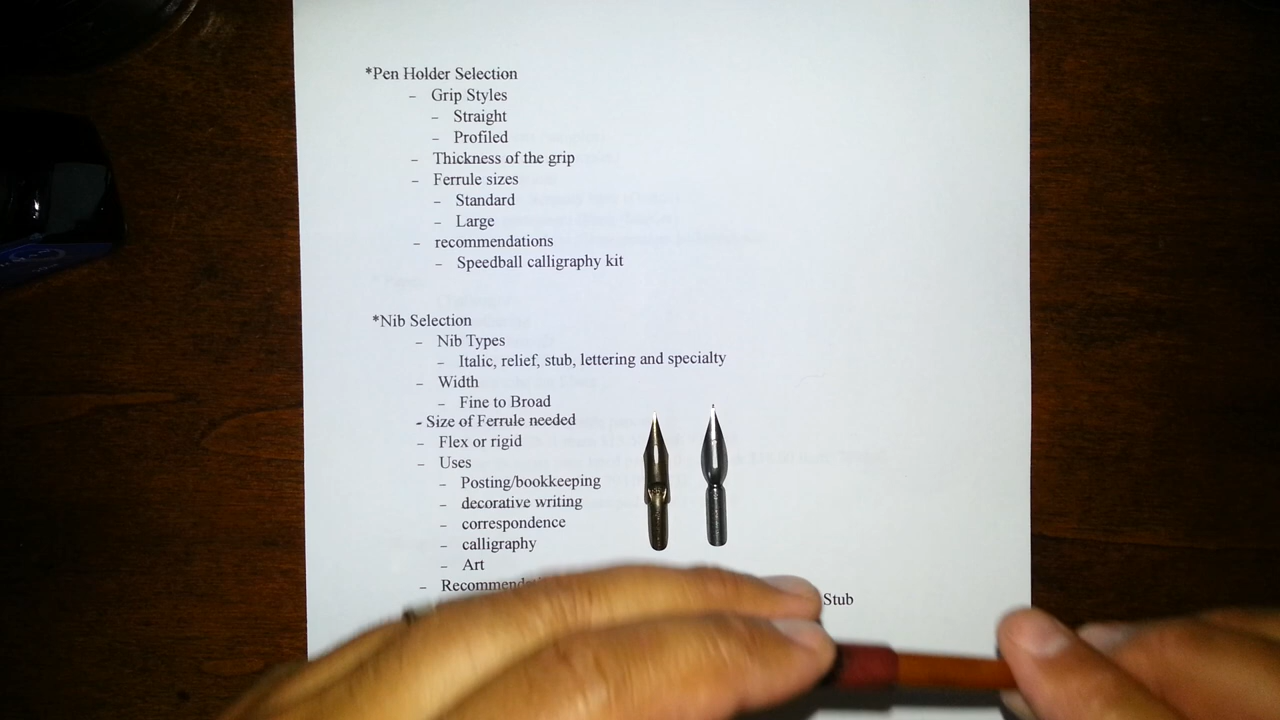 *Pen Holder Selection
- Grip Styles
- Straight
- Profiled
- Thickness of the grip
- Ferrule sizes
- Standard
- Large
- recommendations
- Speedball calligraphy kit
*Nib Selection
- Nib Types
- Italic, relief, stub, lettering and specialty
- Width
- Fine to Broad
- Size of Ferrule needed
- Flex or rigid
- Uses
- Posting/bookkeeping
- decorative writing
- correspondence
- calligraphy
- Art
-
Stub